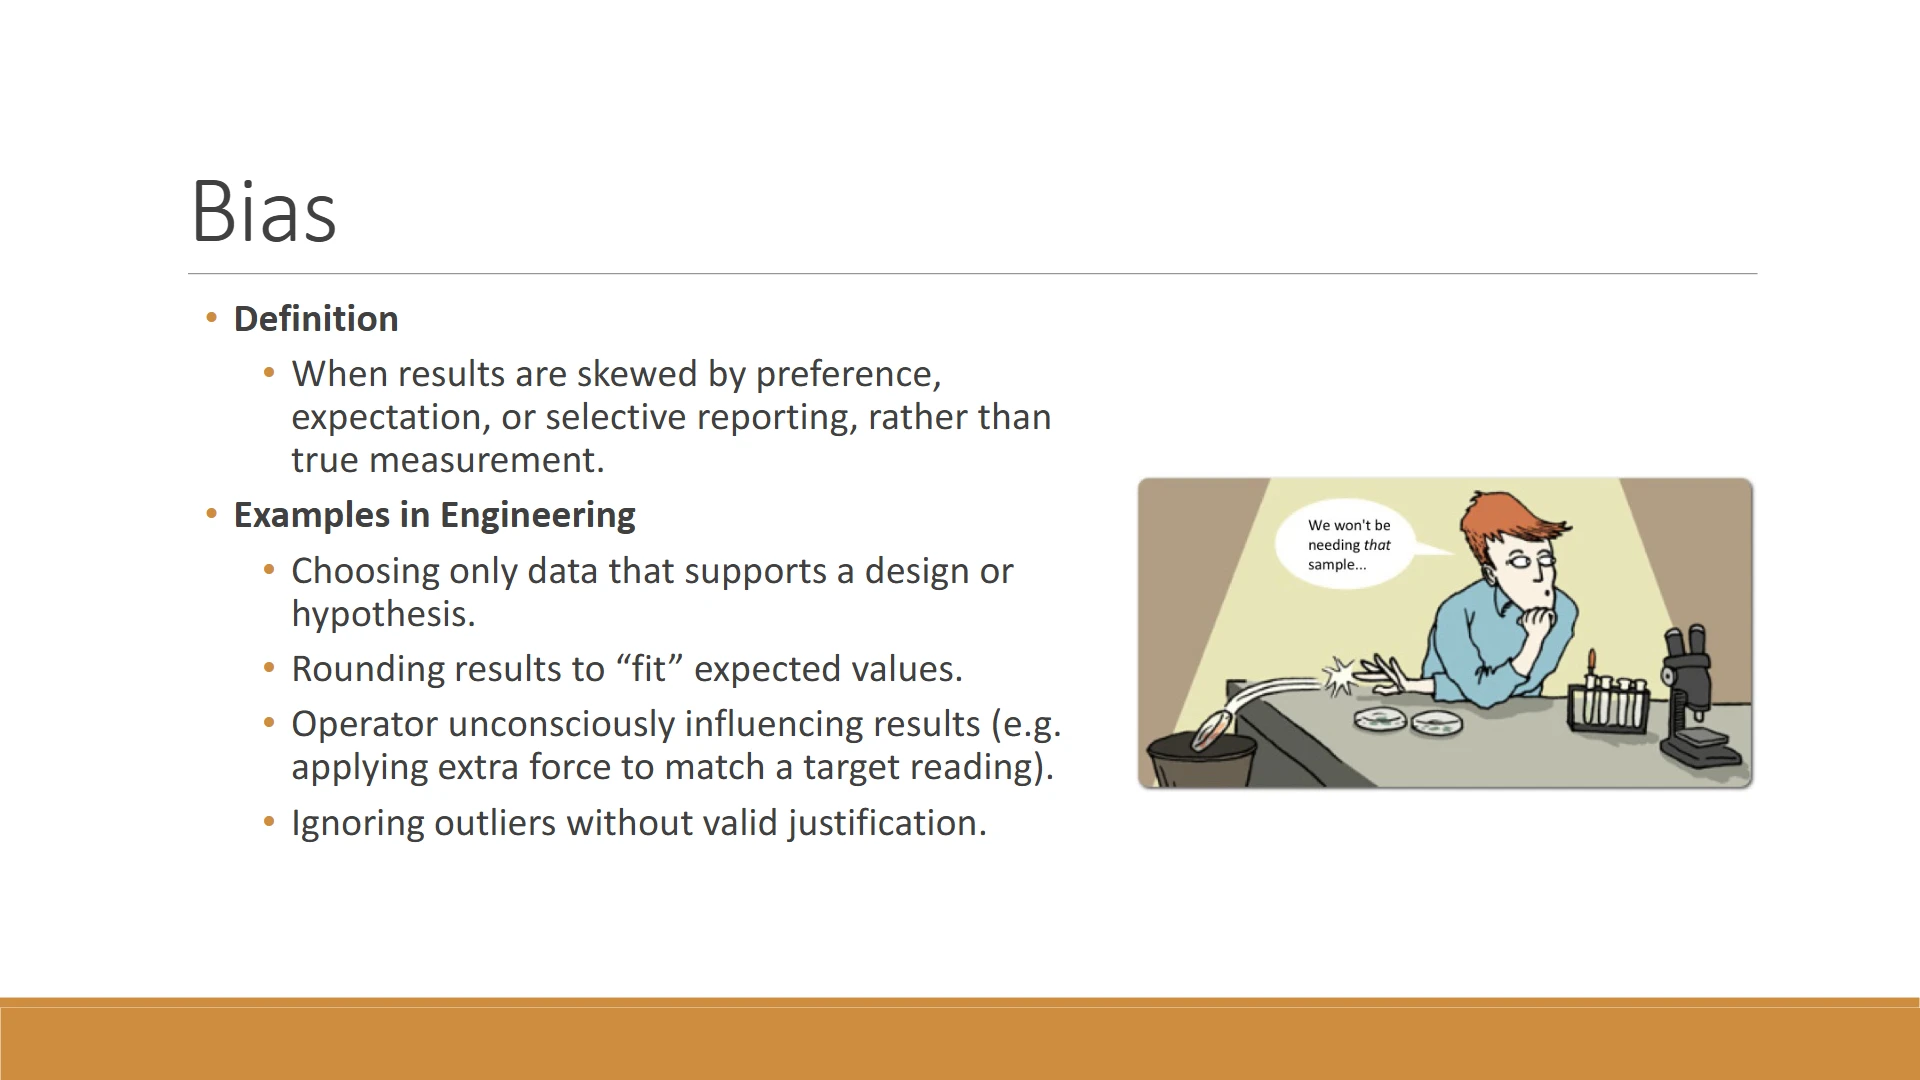 Bias
• Definition
• When results are skewed by preference,
expectation, or selective reporting, rather than
true measurement.
• Examples in Engineering
• Choosing only data that supports a design or
hypothesis.
• Rounding results to “fit” expected values.
• Operator unconsciously influencing results (e.g.
applying extra force to match a target reading).
• Ignoring outliers without valid justification.
We won't be
needing that
sample...